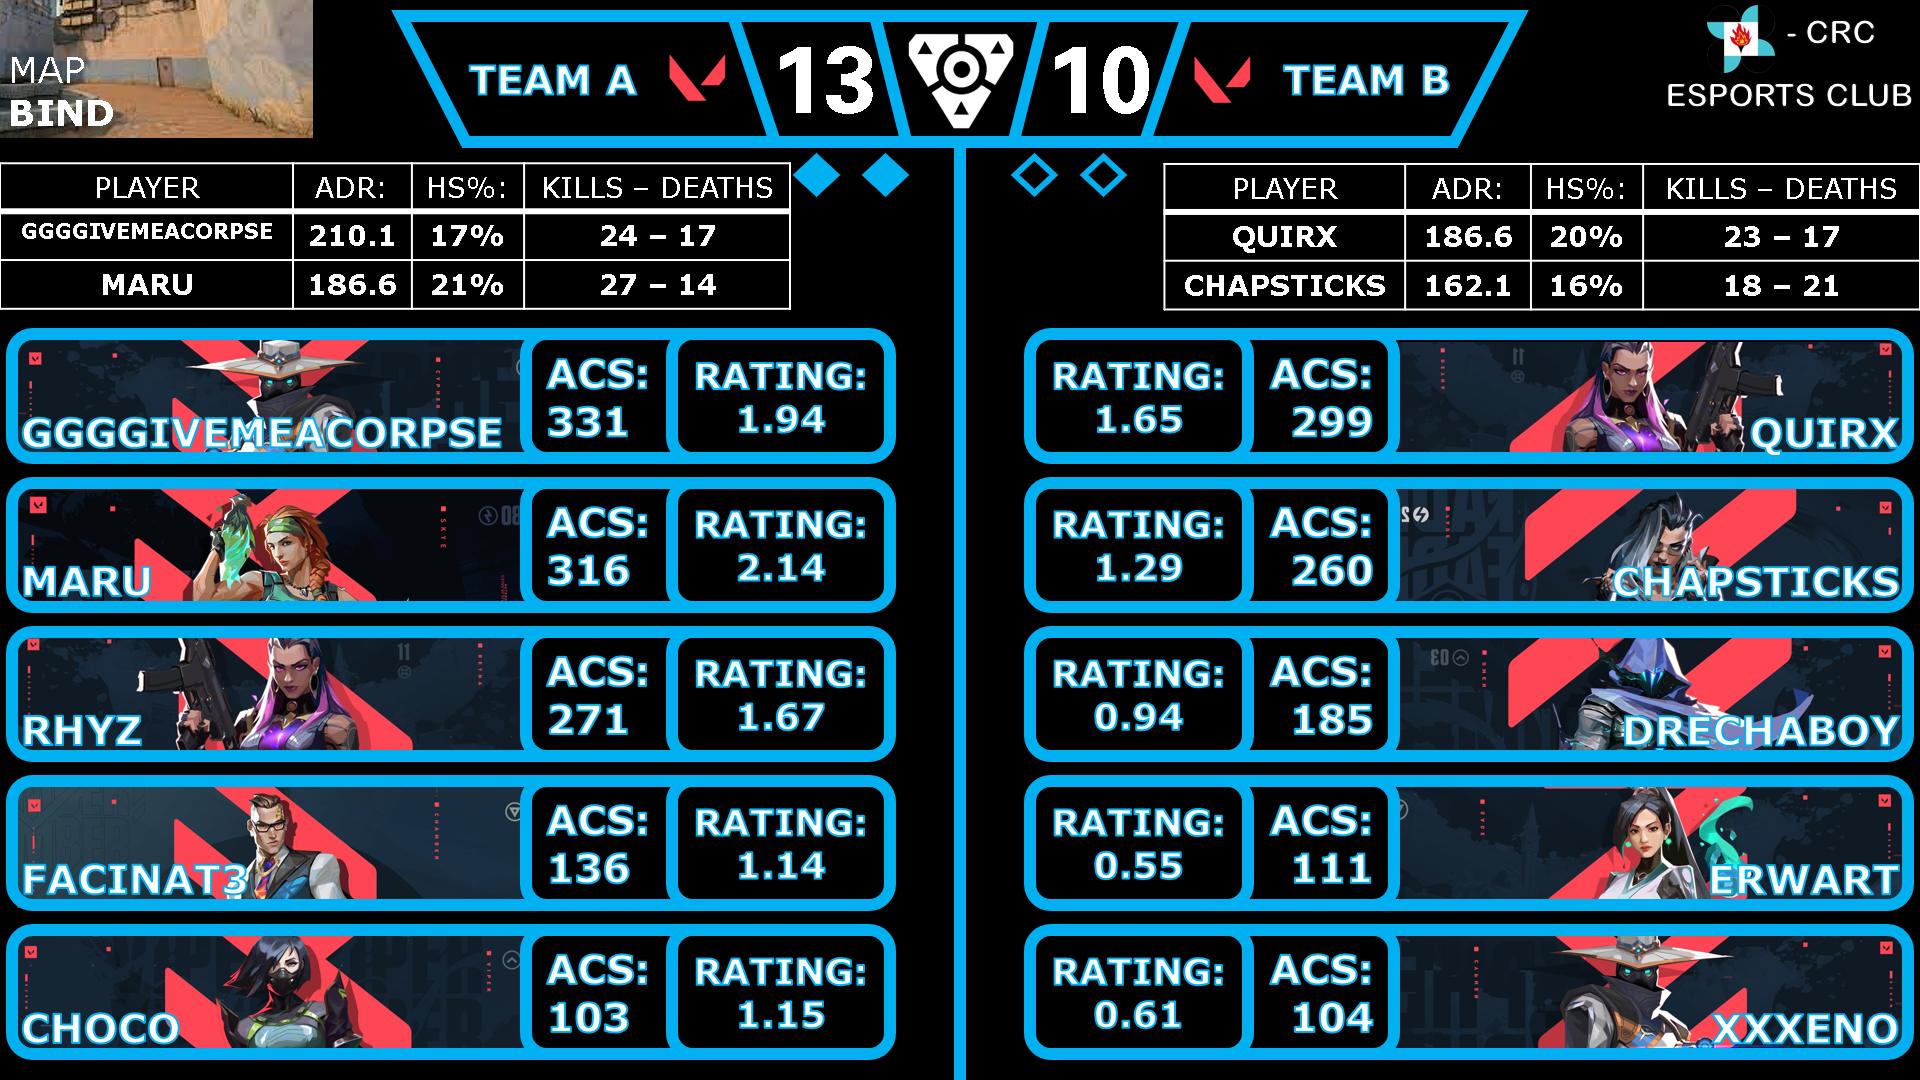 MAP
BIND
TEAM A
13
10
TEAM B
- CRC
ESPORTS CLUB
PLAYER ADR: HS%: KILLS – DEATHS
GGGGIVEMEACORPSE 210.1 17% 24 – 17
MARU 186.6 21% 27 – 14
PLAYER ADR: HS%: KILLS – DEATHS
QUIRX 186.6 20% 23 – 17
CHAPSTICKS 162.1 16% 18 – 21
GGGGIVEMEACORPSE
ACS:
331
RATING:
1.94
MARU
ACS:
316
RATING:
2.14
RHYZ
ACS:
271
RATING:
1.67
FACINAT3
ACS:
136
RATING:
1.14
CHOCO
ACS:
103
RATING:
1.15
RATING:
1.65
ACS:
299
QUIRX
RATING:
1.29
ACS:
260
CHAPSTICKS
RATING:
0.94
ACS:
185
DRECHABOY
RATING:
0.55
ACS:
111
ERWART
RATING:
0.61
ACS:
104
XXXENO